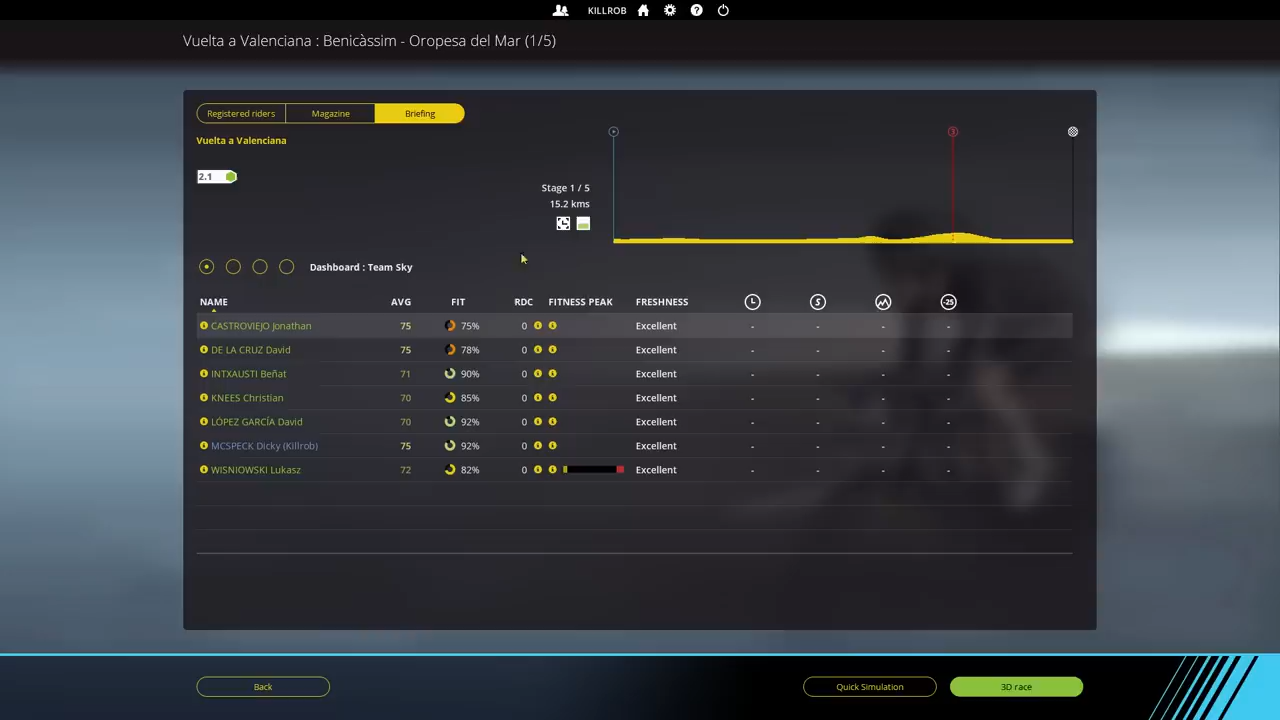 KILLROB
Vuelta a Valenciana : Benicàssim - Oropesa del Mar (1/5)
Registered riders Magazine Briefing
Vuelta a Valenciana
2.1
Stage 1 / 5
15.2 kms
Dashboard : Team Sky
NAME AVG FIT RDC FITNESS PEAK FRESHNESS S -25
CASTROVIEJO Jonathan 75 75% 0 Excellent - - - -
DE LA CRUZ David 75 78% 0 Excellent - - - -
INTXAUSTI Beñat 71 90% 0 Excellent - - - -
KNEES Christian 70 85% 0 Excellent - - - -
LÓPEZ GARCÍA David 70 92% 0 Excellent - - - -
MCSPECK Dicky (Killrob) 75 92% 0 Excellent - - - -
WISNIOWSKI Lukasz 72 82% 0 Excellent - - - -
Back Quick Simulation 3D race